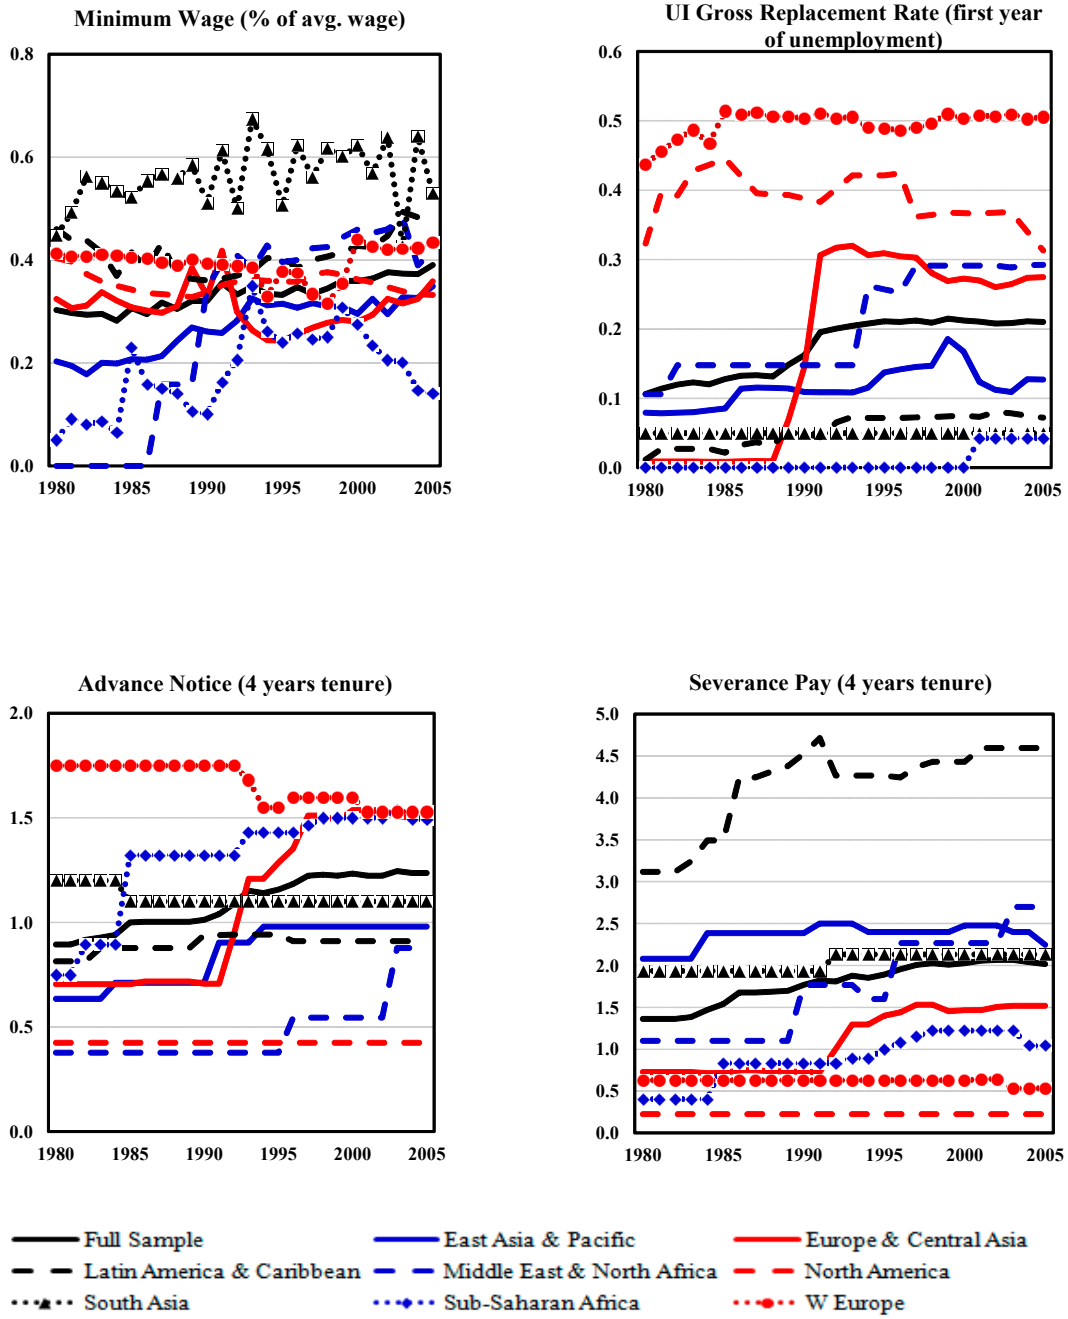 Minimum Wage (% of avg. wage)
0.8
0.6
0.4
0.2
0.0
1980 1985 1990 1995 2000 2005
UI Gross Replacement Rate (first year
of unemployment)
0.6
0.5
0.4
0.3
0.2
0.1
0.0
1980 1985 1990 1995 2000 2005
Advance Notice (4 years tenure)
2.0
1.5
1.0
0.5
0.0
1980 1985 1990 1995 2000 2005
Severance Pay (4 years tenure)
5.0
4.5
4.0
3.5
3.0
2.5
2.0
1.5
1.0
0.5
0.0
1980 1985 1990 1995 2000 2005
Full Sample East Asia & Pacific Europe & Central Asia
Latin America & Caribbean Middle East & North Africa North America
South Asia Sub-Saharan Africa W Europe